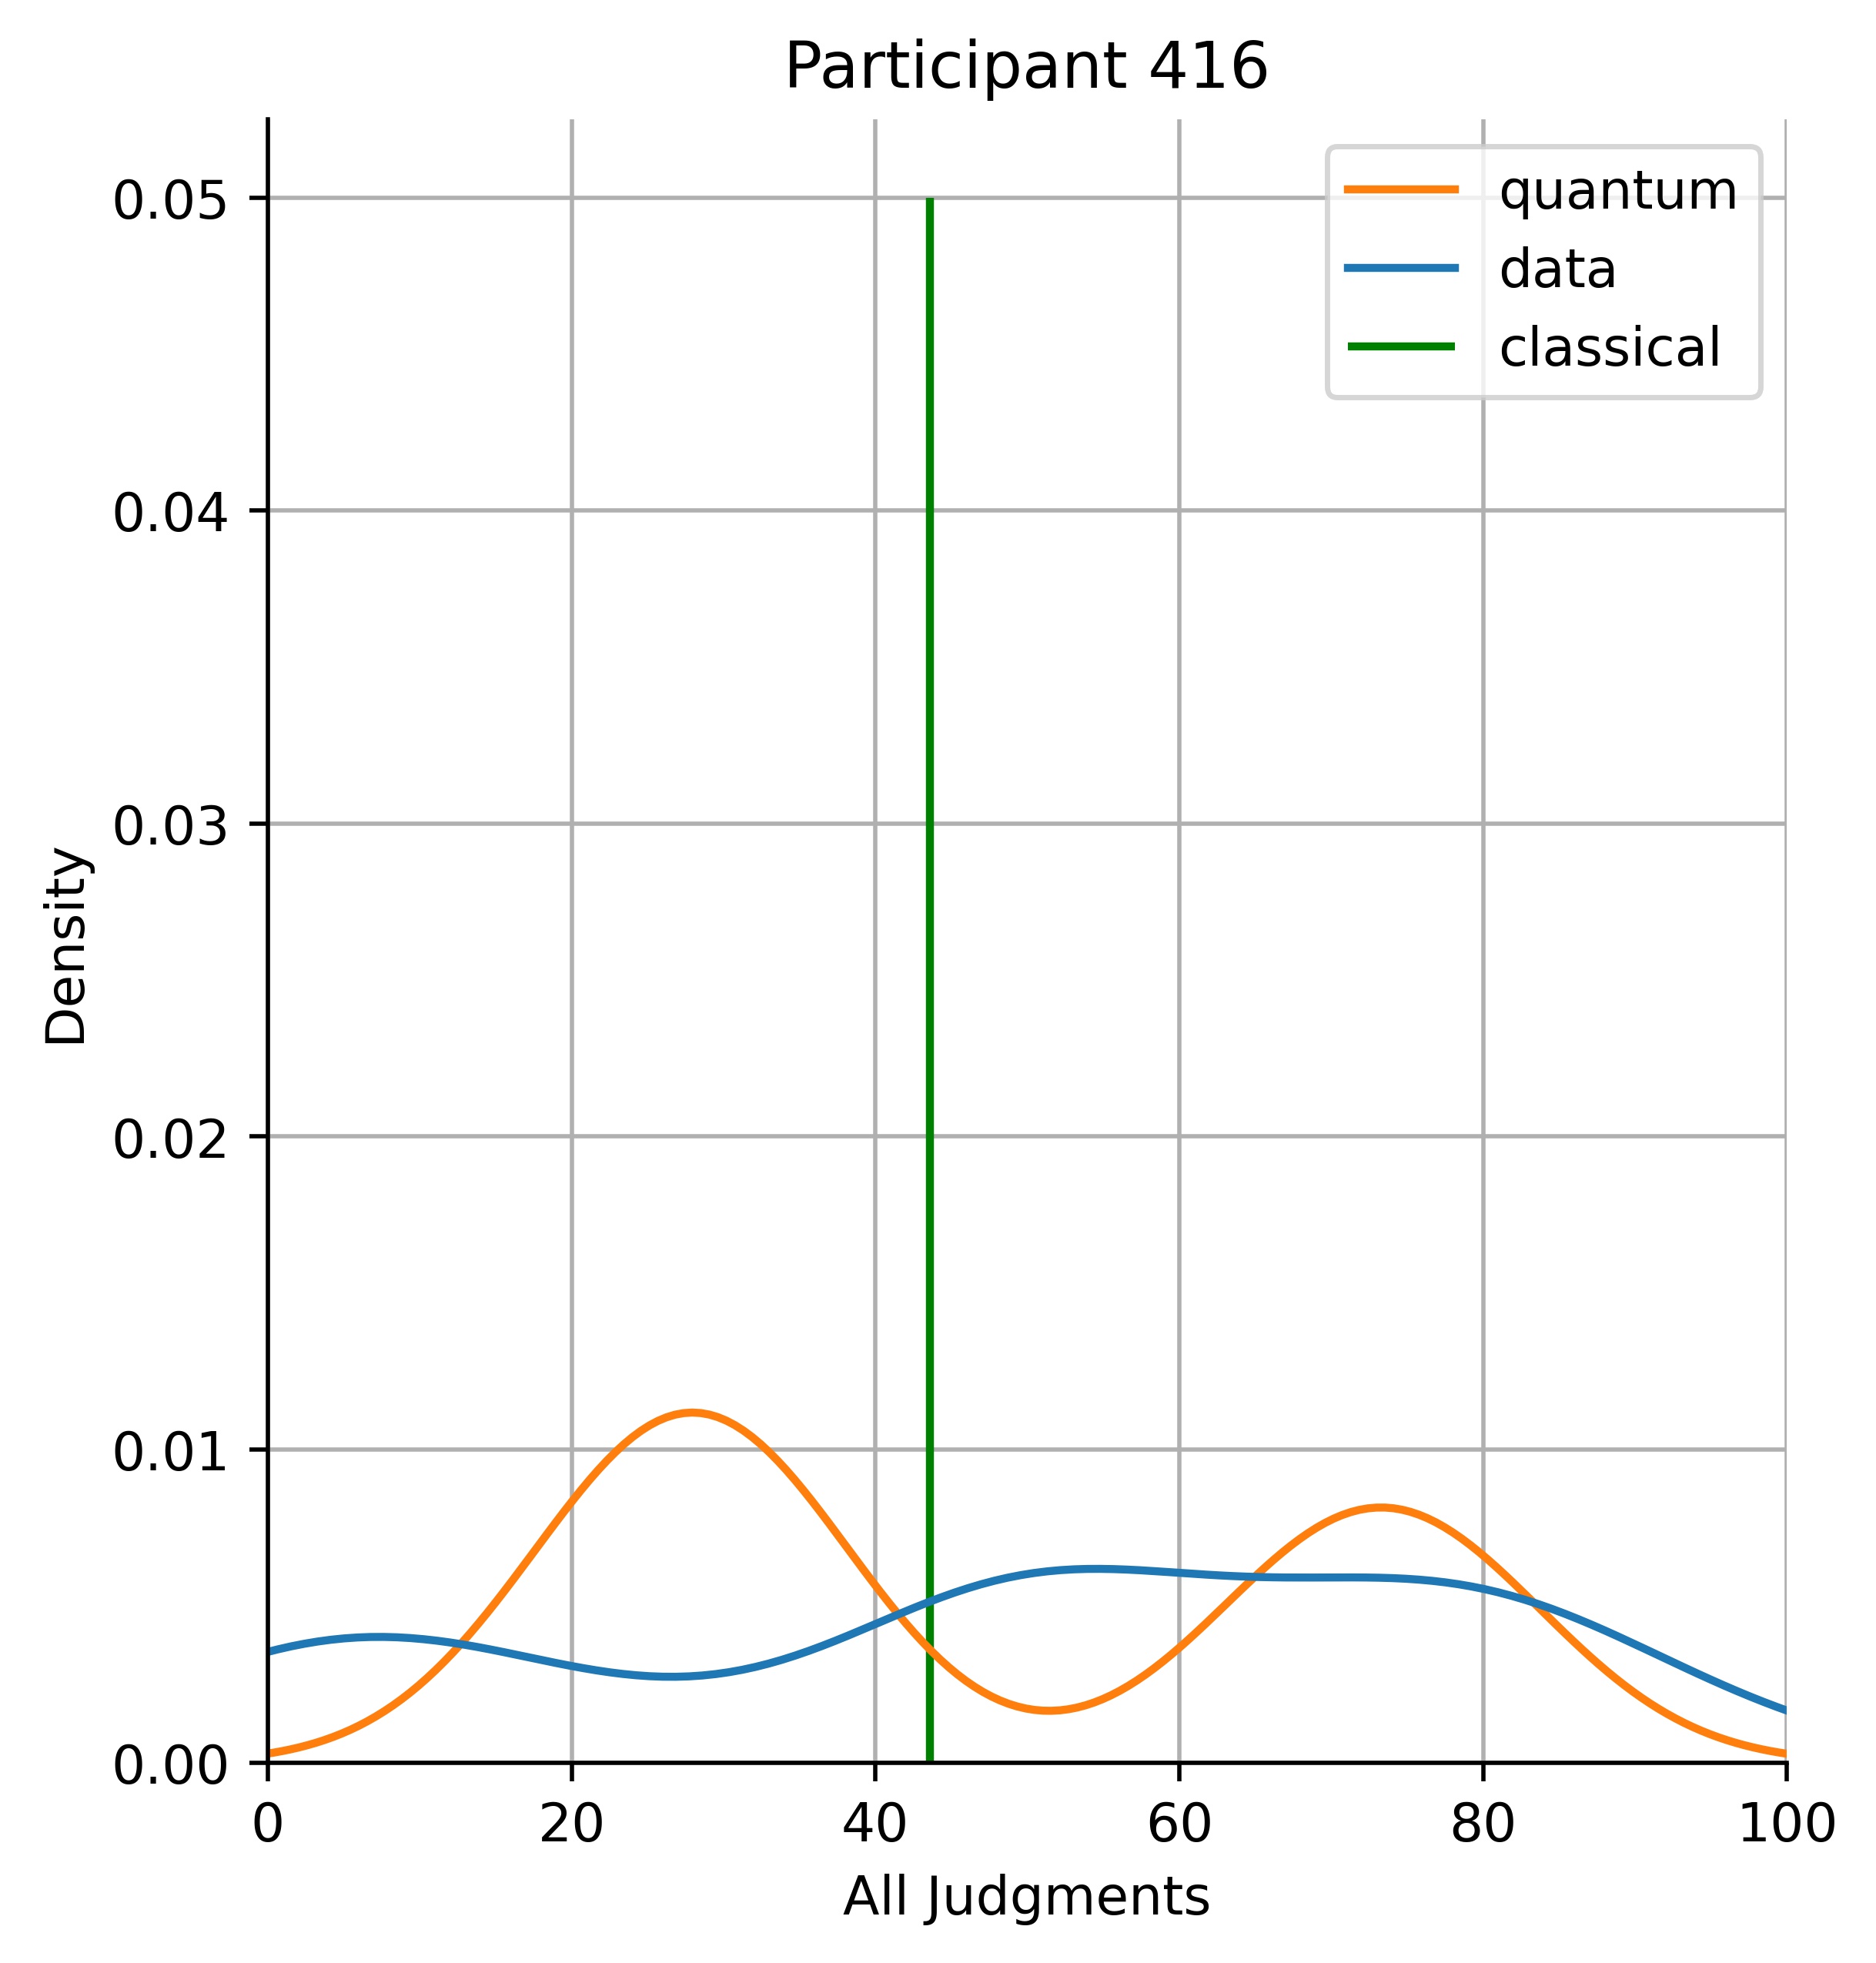 Participant 416
quantum
data
classical
0.05
0.04
0.03
0.02
0.01
0.00
Density
0 20 40 60 80 100
All Judgments